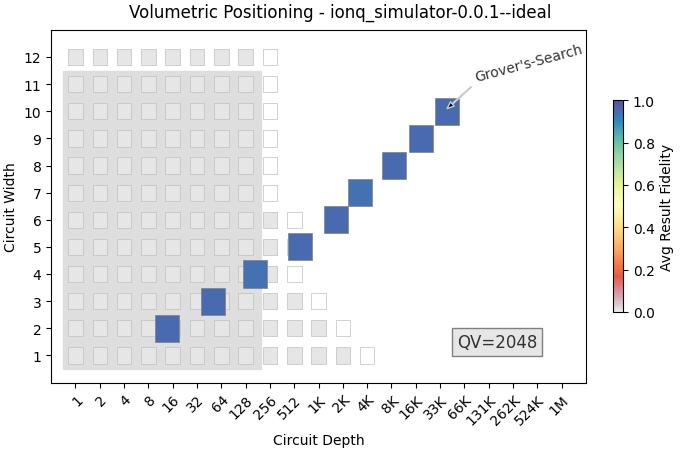 Volumetric Positioning - ionq_simulator-0.0.1--ideal
Grover's-Search
12
11
10
9
8
7
6
5
4
3
2
1
Circuit Width
QV=2048
1
2
4
8
16
32
64
128
256
512
1K
2K
4K
8K
16K
33K
66K
131K
262K
524K
1M
Circuit Depth
1.0
0.8
0.6
0.4
0.2
0.0
Avg Result Fidelity